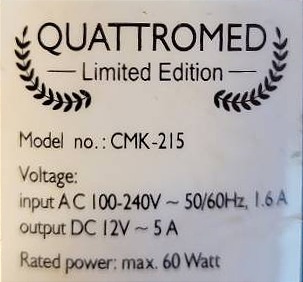 QUATTROMED
— Limited Edition —
Model no.: CMK-215
Voltage:
input AC 100-240V ~ 50/60Hz, 1.6 A
output DC 12V ~ 5 A
Rated power: max. 60 Watt